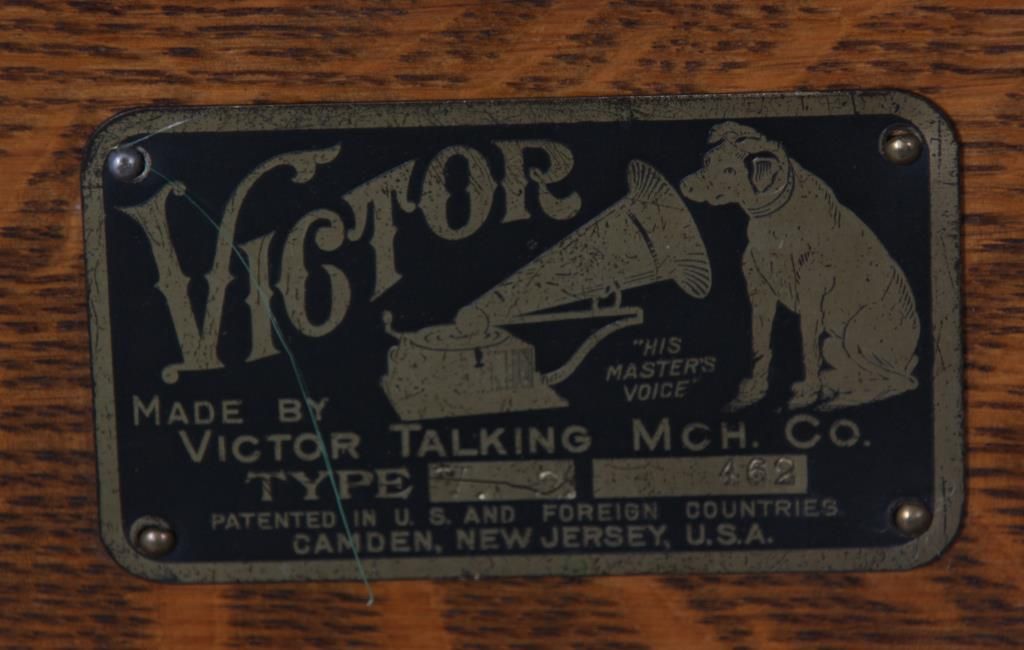 VICTOR
"HIS
MASTER'S
VOICE"
MADE BY
VICTOR TALKING MCH. CO.
TYPE 462
PATENTED IN U. S. AND FOREIGN COUNTRIES
CAMDEN, NEW JERSEY, U.S.A.